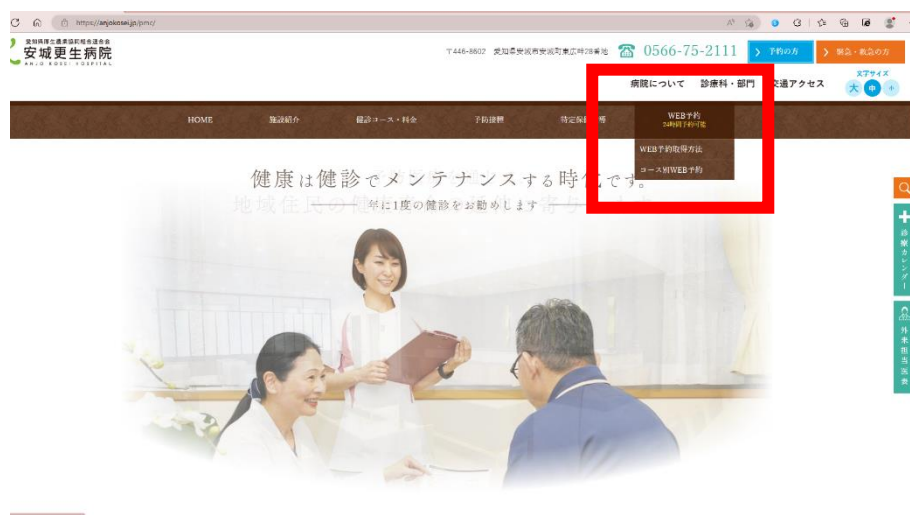 https://anjokosei.jp/pmc/
愛知県厚生農業協同組合連合会
安城更生病院
ANJO KOSEI HOSPITAL
〒446-8602 愛知県安城市安城町東広畔28番地
0566-75-2111
予約の方
緊急・救急の方
病院について 診療科・部門 交通アクセス
文字サイズ
大 中 小
HOME 施設紹介 健診コース・料金 予防接種 特定保健 WEB予約
24時間予約可能
WEB予約取得方法
コース別WEB予約
健康は健診でメンテナンスする時代です。
年に1度の健診をお勧めします
診療カレンダー
外来担当医表